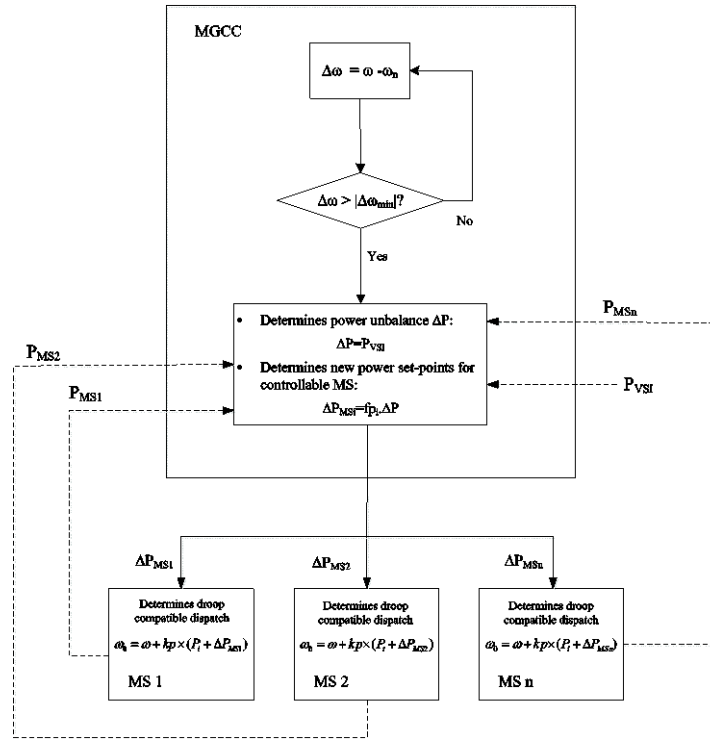 MGCC
Δω = ω -ωn
Δω > |Δωmin|?
No
Yes
• Determines power unbalance ΔP:
ΔP=PVSI
• Determines new power set-points for
controllable MS:
ΔPMSi=fpi.ΔP
PMSn
PVSI
PMS2
PMS1
ΔPMS1
ΔPMS2
ΔPMSn
Determines droop
compatible dispatch
ω0 = ω + kp×(Pi + ΔPMS1)
MS 1
Determines droop
compatible dispatch
ω0 = ω + kp×(Pi + ΔPMS2)
MS 2
Determines droop
compatible dispatch
ω0 = ω + kp×(Pi + ΔPMSn)
MS n